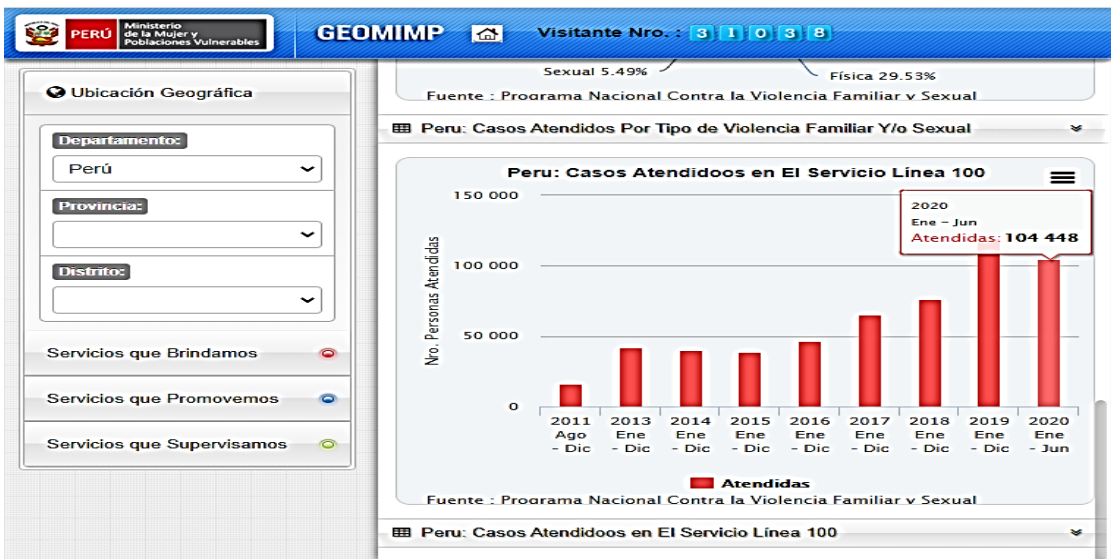 PERÚ
Ministerio
de la Mujer y
Poblaciones Vulnerables
GEOMIMP
Visitante Nro. : 3 1 0 3 8
Ubicación Geográfica
Departamento:
Perú
Provincia:
Distrito:
Servicios que Brindamos
Servicios que Promovemos
Servicios que Supervisamos
Sexual 5.49%
Física 29.53%
Fuente : Programa Nacional Contra la Violencia Familiar y Sexual
Peru: Casos Atendidos Por Tipo de Violencia Familiar Y/o Sexual
Peru: Casos Atendidoos en El Servicio Línea 100
150 000
100 000
50 000
0
Nro. Personas Atendidas
2020
Ene - Jun
Atendidas: 104 448
2011 Ago - Dic
2013 Ene - Dic
2014 Ene - Dic
2015 Ene - Dic
2016 Ene - Dic
2017 Ene - Dic
2018 Ene - Dic
2019 Ene - Dic
2020 Ene - Jun
Atendidas
Fuente : Programa Nacional Contra la Violencia Familiar y Sexual
Peru: Casos Atendidoos en El Servicio Línea 100